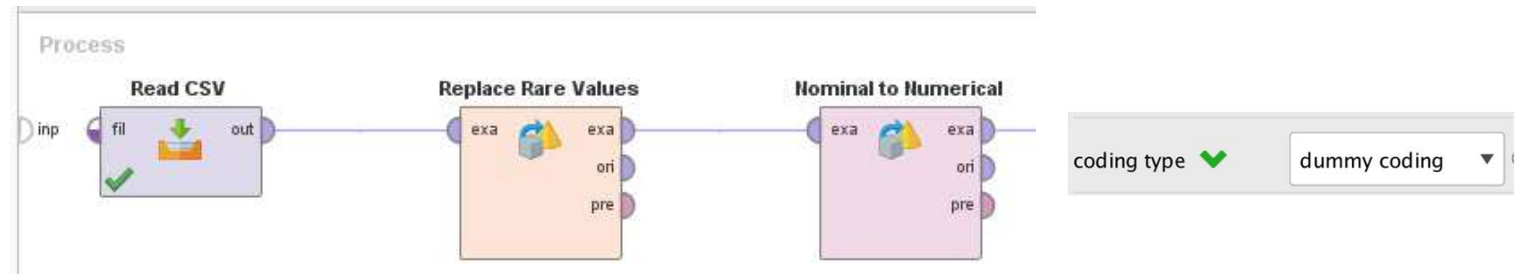 Process
Read CSV
Replace Rare Values
Nominal to Numerical
inp
fil
out
exa
exa
ori
pre
exa
exa
ori
pre
coding type
dummy coding